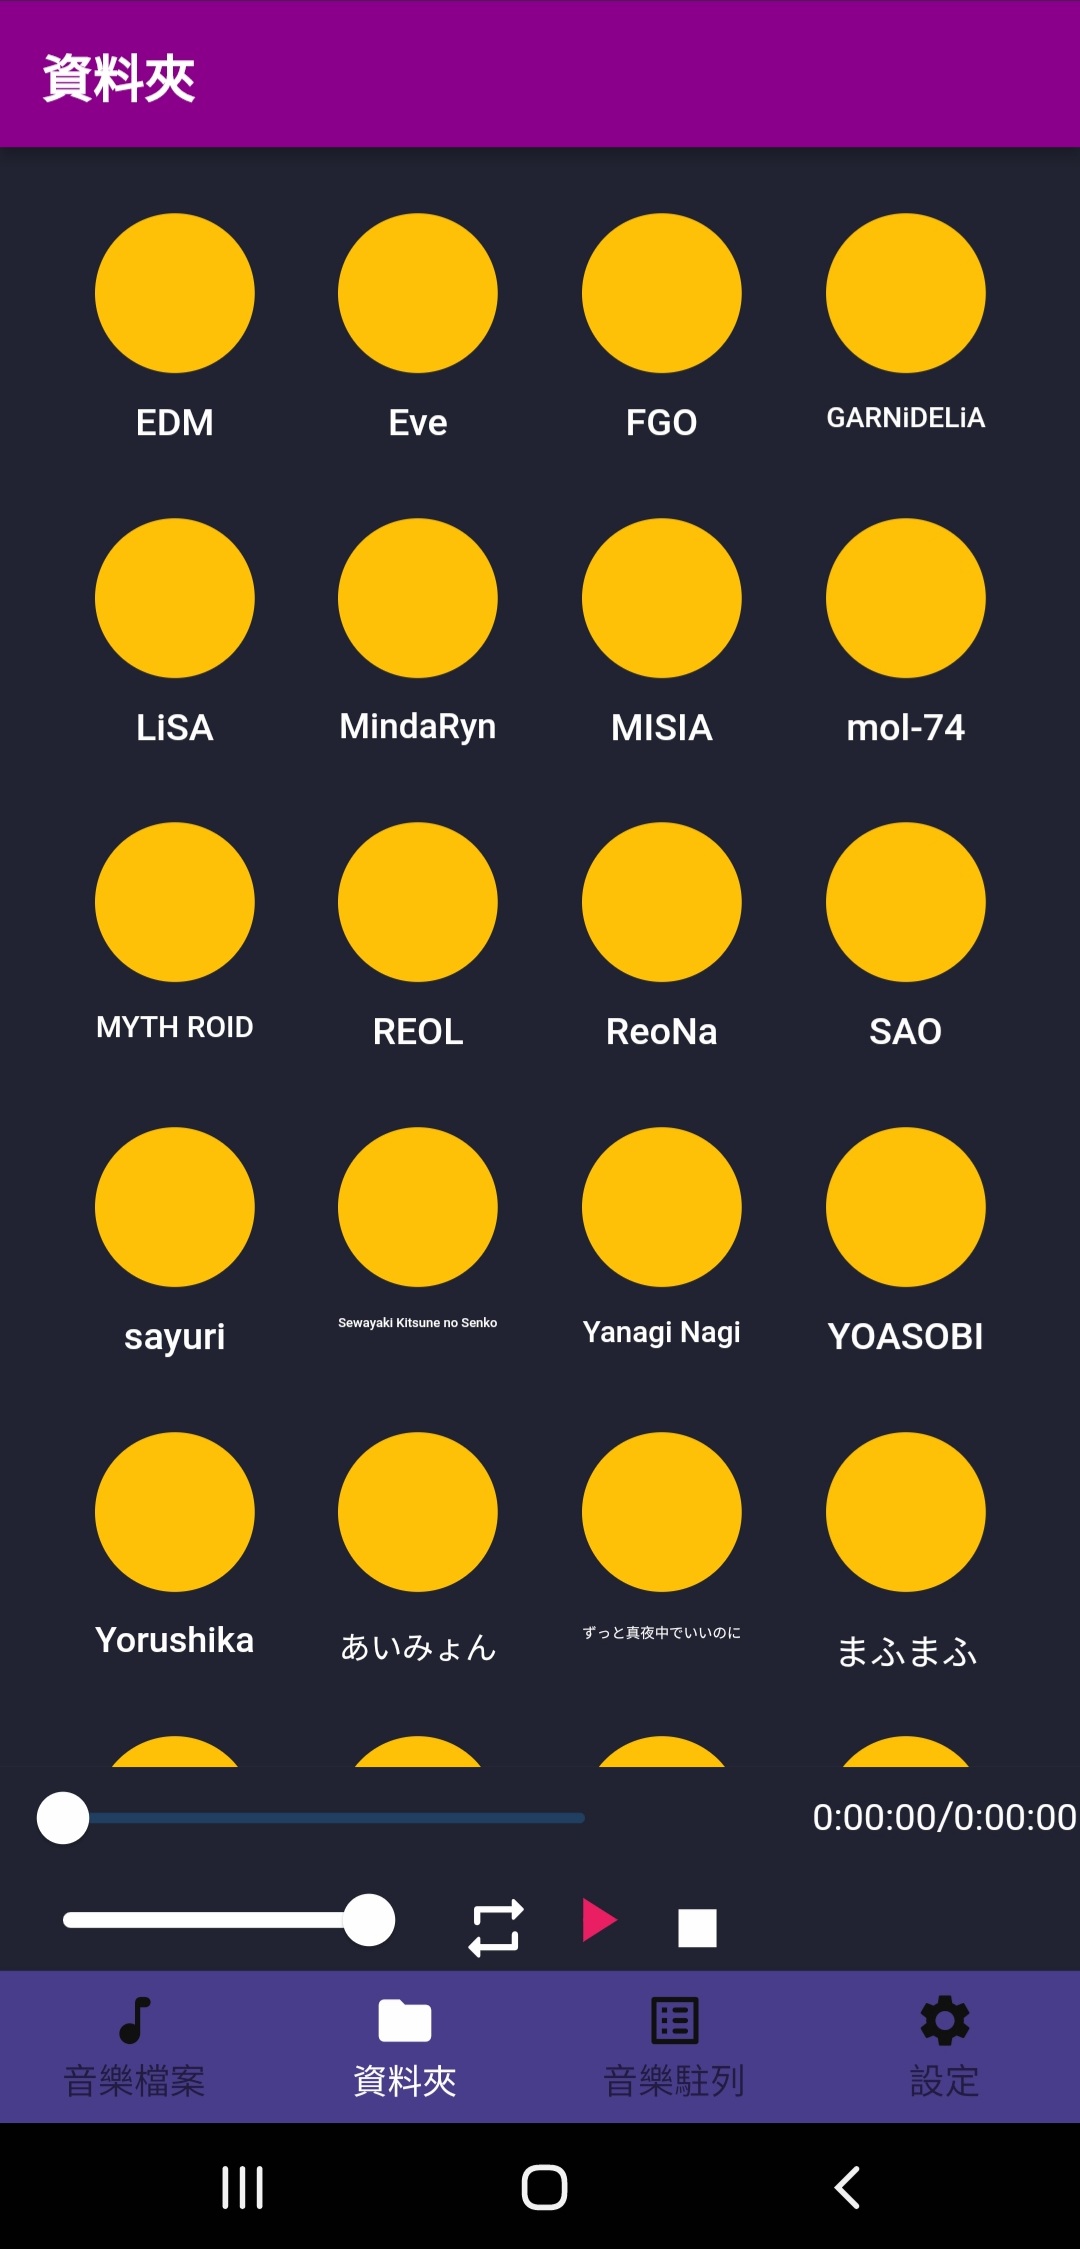 資料夾
EDM
Eve
FGO
GARNiDELiA
LiSA
MindaRyn
MISIA
mol-74
MYTH ROID
REOL
ReoNa
SAO
sayuri
Sewayaki Kitsune no Senko
Yanagi Nagi
YOASOBI
Yorushika
あいみょん
ずっと真夜中でいいのに
まふまふ
0:00:00/0:00:00
音樂檔案
資料夾
音樂駐列
設定